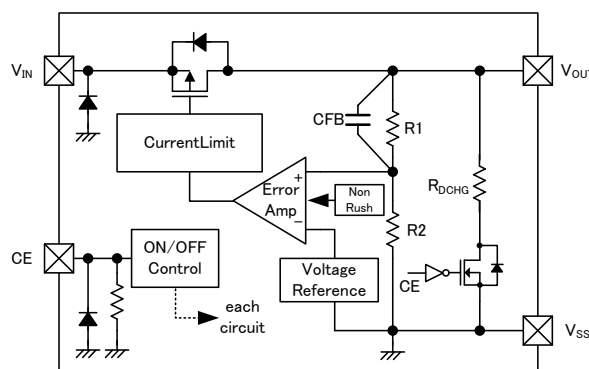 VIN
VOUT
CurrentLimit
CFB
R1
+
Error
Amp
−
Non
Rush
RDCHG
R2
CE
ON/OFF
Control
Voltage
Reference
CE
each
circuit
VSS